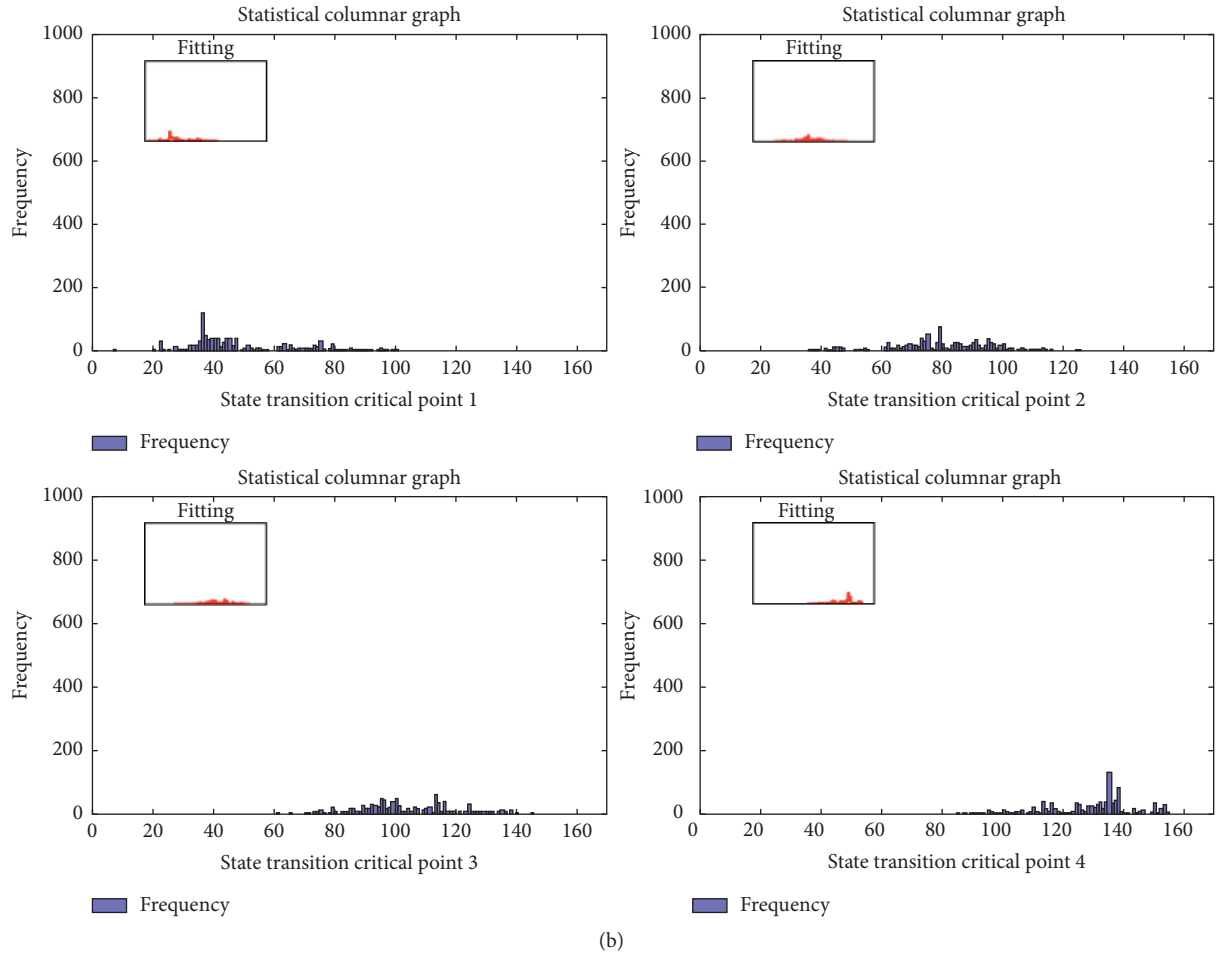 Statistical columnar graph
1000
Fitting
800
600
Frequency
400
200
0
0 20 40 60 80 100 120 140 160
State transition critical point 1
Frequency
Statistical columnar graph
1000
Fitting
800
600
Frequency
400
200
0
0 20 40 60 80 100 120 140 160
State transition critical point 2
Frequency
Statistical columnar graph
1000
Fitting
800
600
Frequency
400
200
0
0 20 40 60 80 100 120 140 160
State transition critical point 3
Frequency
Statistical columnar graph
1000
Fitting
800
600
Frequency
400
200
0
0 20 40 60 80 100 120 140 160
State transition critical point 4
Frequency
(b)